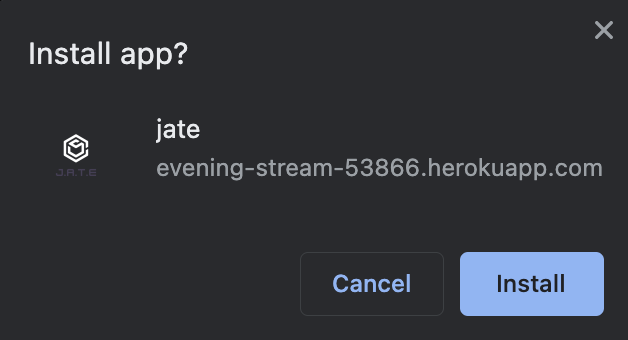 Install app?
jate
evening-stream-53866.herokuapp.com
J.A.T.E
Cancel
Install